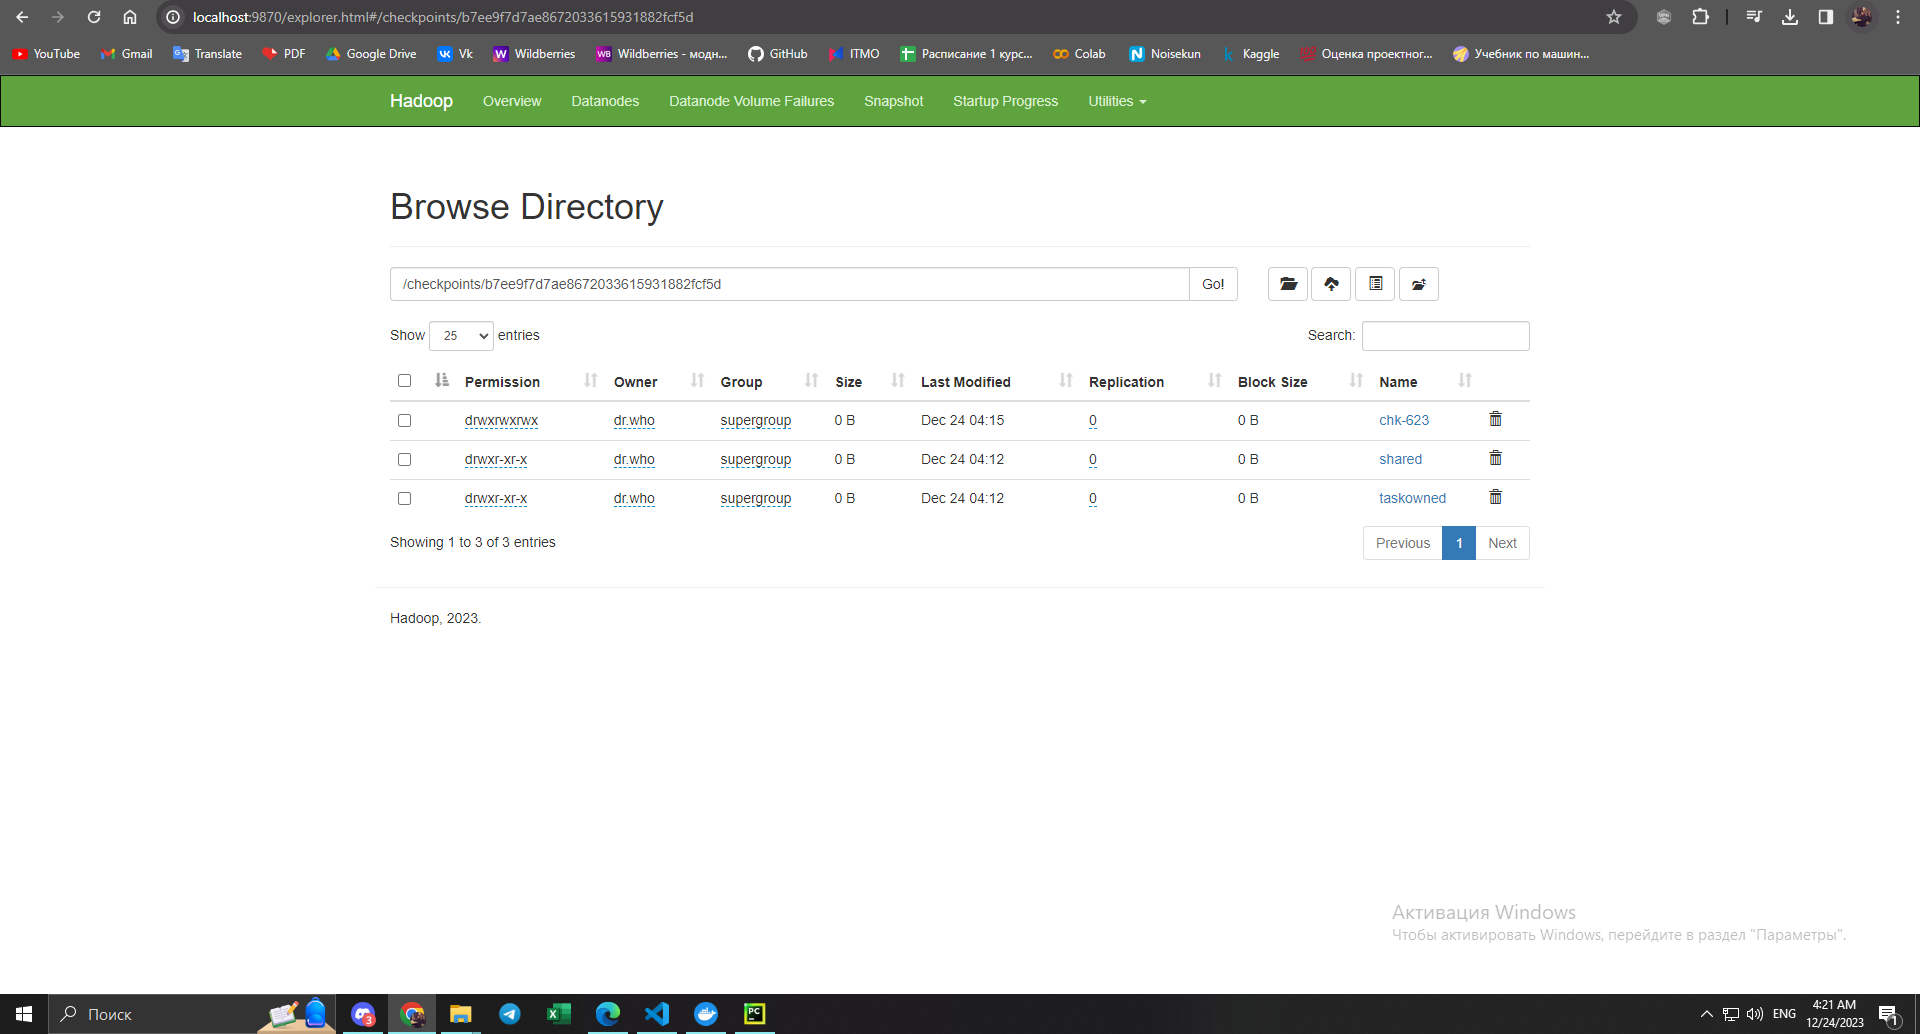 localhost:9870/explorer.html#/checkpoints/b7ee9f7d7ae8672033615931882fcf5d
YouTube Gmail Translate PDF Google Drive Vk Wildberries Wildberries - модн... GitHub ITMO Расписание 1 курс... Colab Noisekun Kaggle Оценка проектног... Учебник по машин...
Hadoop Overview Datanodes Datanode Volume Failures Snapshot Startup Progress Utilities
Browse Directory
/checkpoints/b7ee9f7d7ae8672033615931882fcf5d Go!
Show 25 entries Search:
Permission Owner Group Size Last Modified Replication Block Size Name
drwxrwxrwx dr.who supergroup 0 B Dec 24 04:15 0 0 B chk-623
drwxr-xr-x dr.who supergroup 0 B Dec 24 04:12 0 0 B shared
drwxr-xr-x dr.who supergroup 0 B Dec 24 04:12 0 0 B taskowned
Showing 1 to 3 of 3 entries Previous 1 Next
Hadoop, 2023.
Активация Windows
Чтобы активировать Windows, перейдите в раздел "Параметры".
Поиск 3 PC ENG 4:21 AM
12/24/2023 1